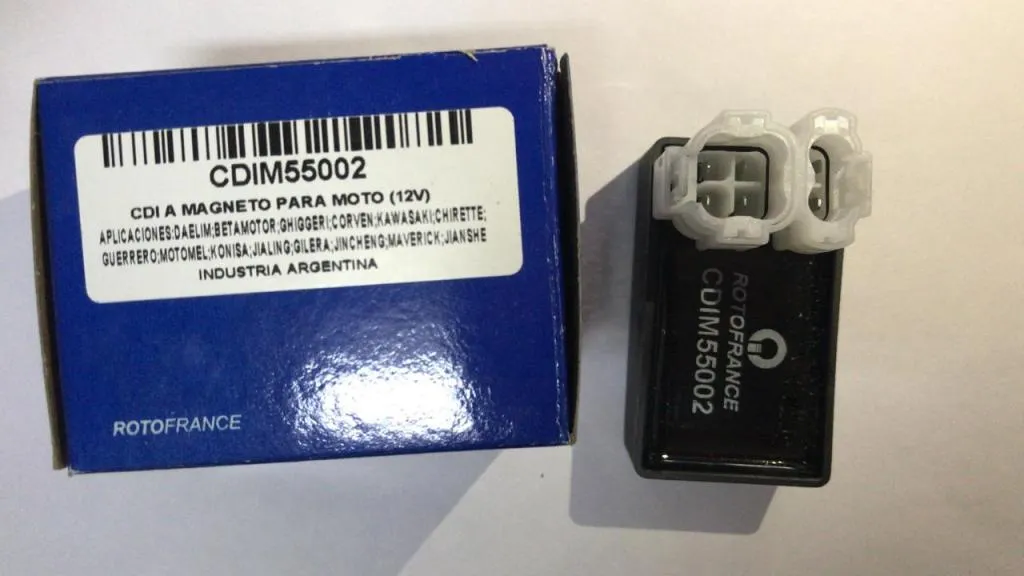 CDIM55002
CDI A MAGNETO PARA MOTO (12V)
APLICACIONES:DAELIM;BETAMOTOR;GHIGGERI;CORVEN;KAWASAKI;CHIRETTE;
GUERRERO;MOTOMEL;KONISA;JIALING;GILERA;JINCHENG;MAVERICK;JIANSHE
INDUSTRIA ARGENTINA
ROTOFRANCE
ROTOFRANCE
CDIM55002